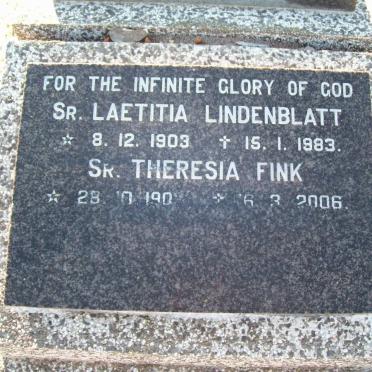 FOR THE INFINITE GLORY OF GOD
SR. LAETITIA LINDENBLATT
☆ 8. 12. 1903 ✝ 15. 1. 1983.
SR. THERESIA FINK
☆ 28. 10 ✝ 3. 2006.